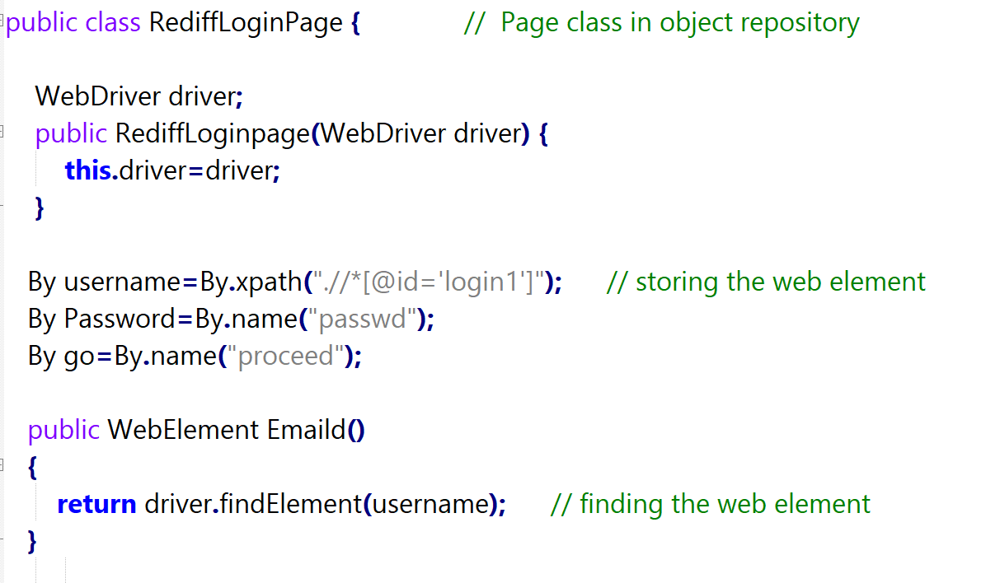 public class RediffLoginPage {               //  Page class in object repository
WebDriver driver;
public RediffLoginpage(WebDriver driver) {
this.driver=driver;
}
By username=By.xpath(".//*[@id='login1']");      // storing the web element
By Password=By.name("passwd");
By go=By.name("proceed");
public WebElement Emaild()
{
return driver.findElement(username);      // finding the web element
}